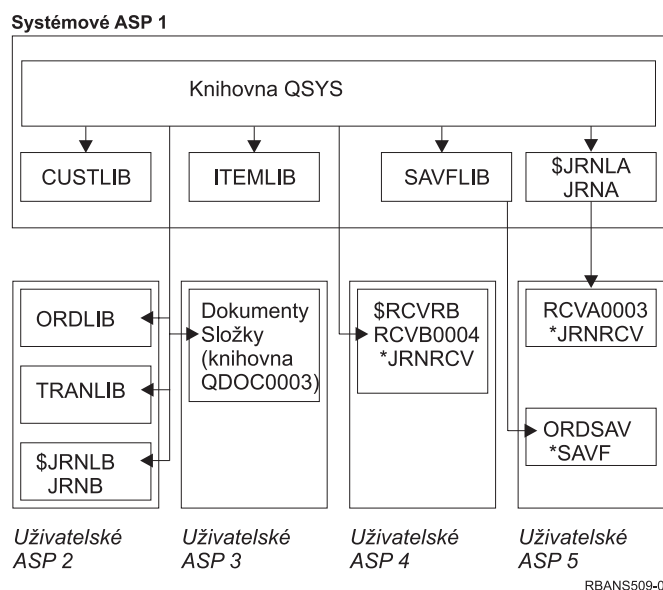 Systémové ASP 1
Knihovna QSYS
CUSTLIB
ITEMLIB
SAVFLIB
$JRNLA
JRNA
ORDLIB
TRANLIB
$JRNLB
JRNB
Dokumenty
Složky
(knihovna
QDOC0003)
$RCVRB
RCVB0004
*JRNRCV
RCVA0003
*JRNRCV
ORDSAV
*SAVF
Uživatelské
ASP 2
Uživatelské
ASP 3
Uživatelské
ASP 4
Uživatelské
ASP 5
RBANS509-0